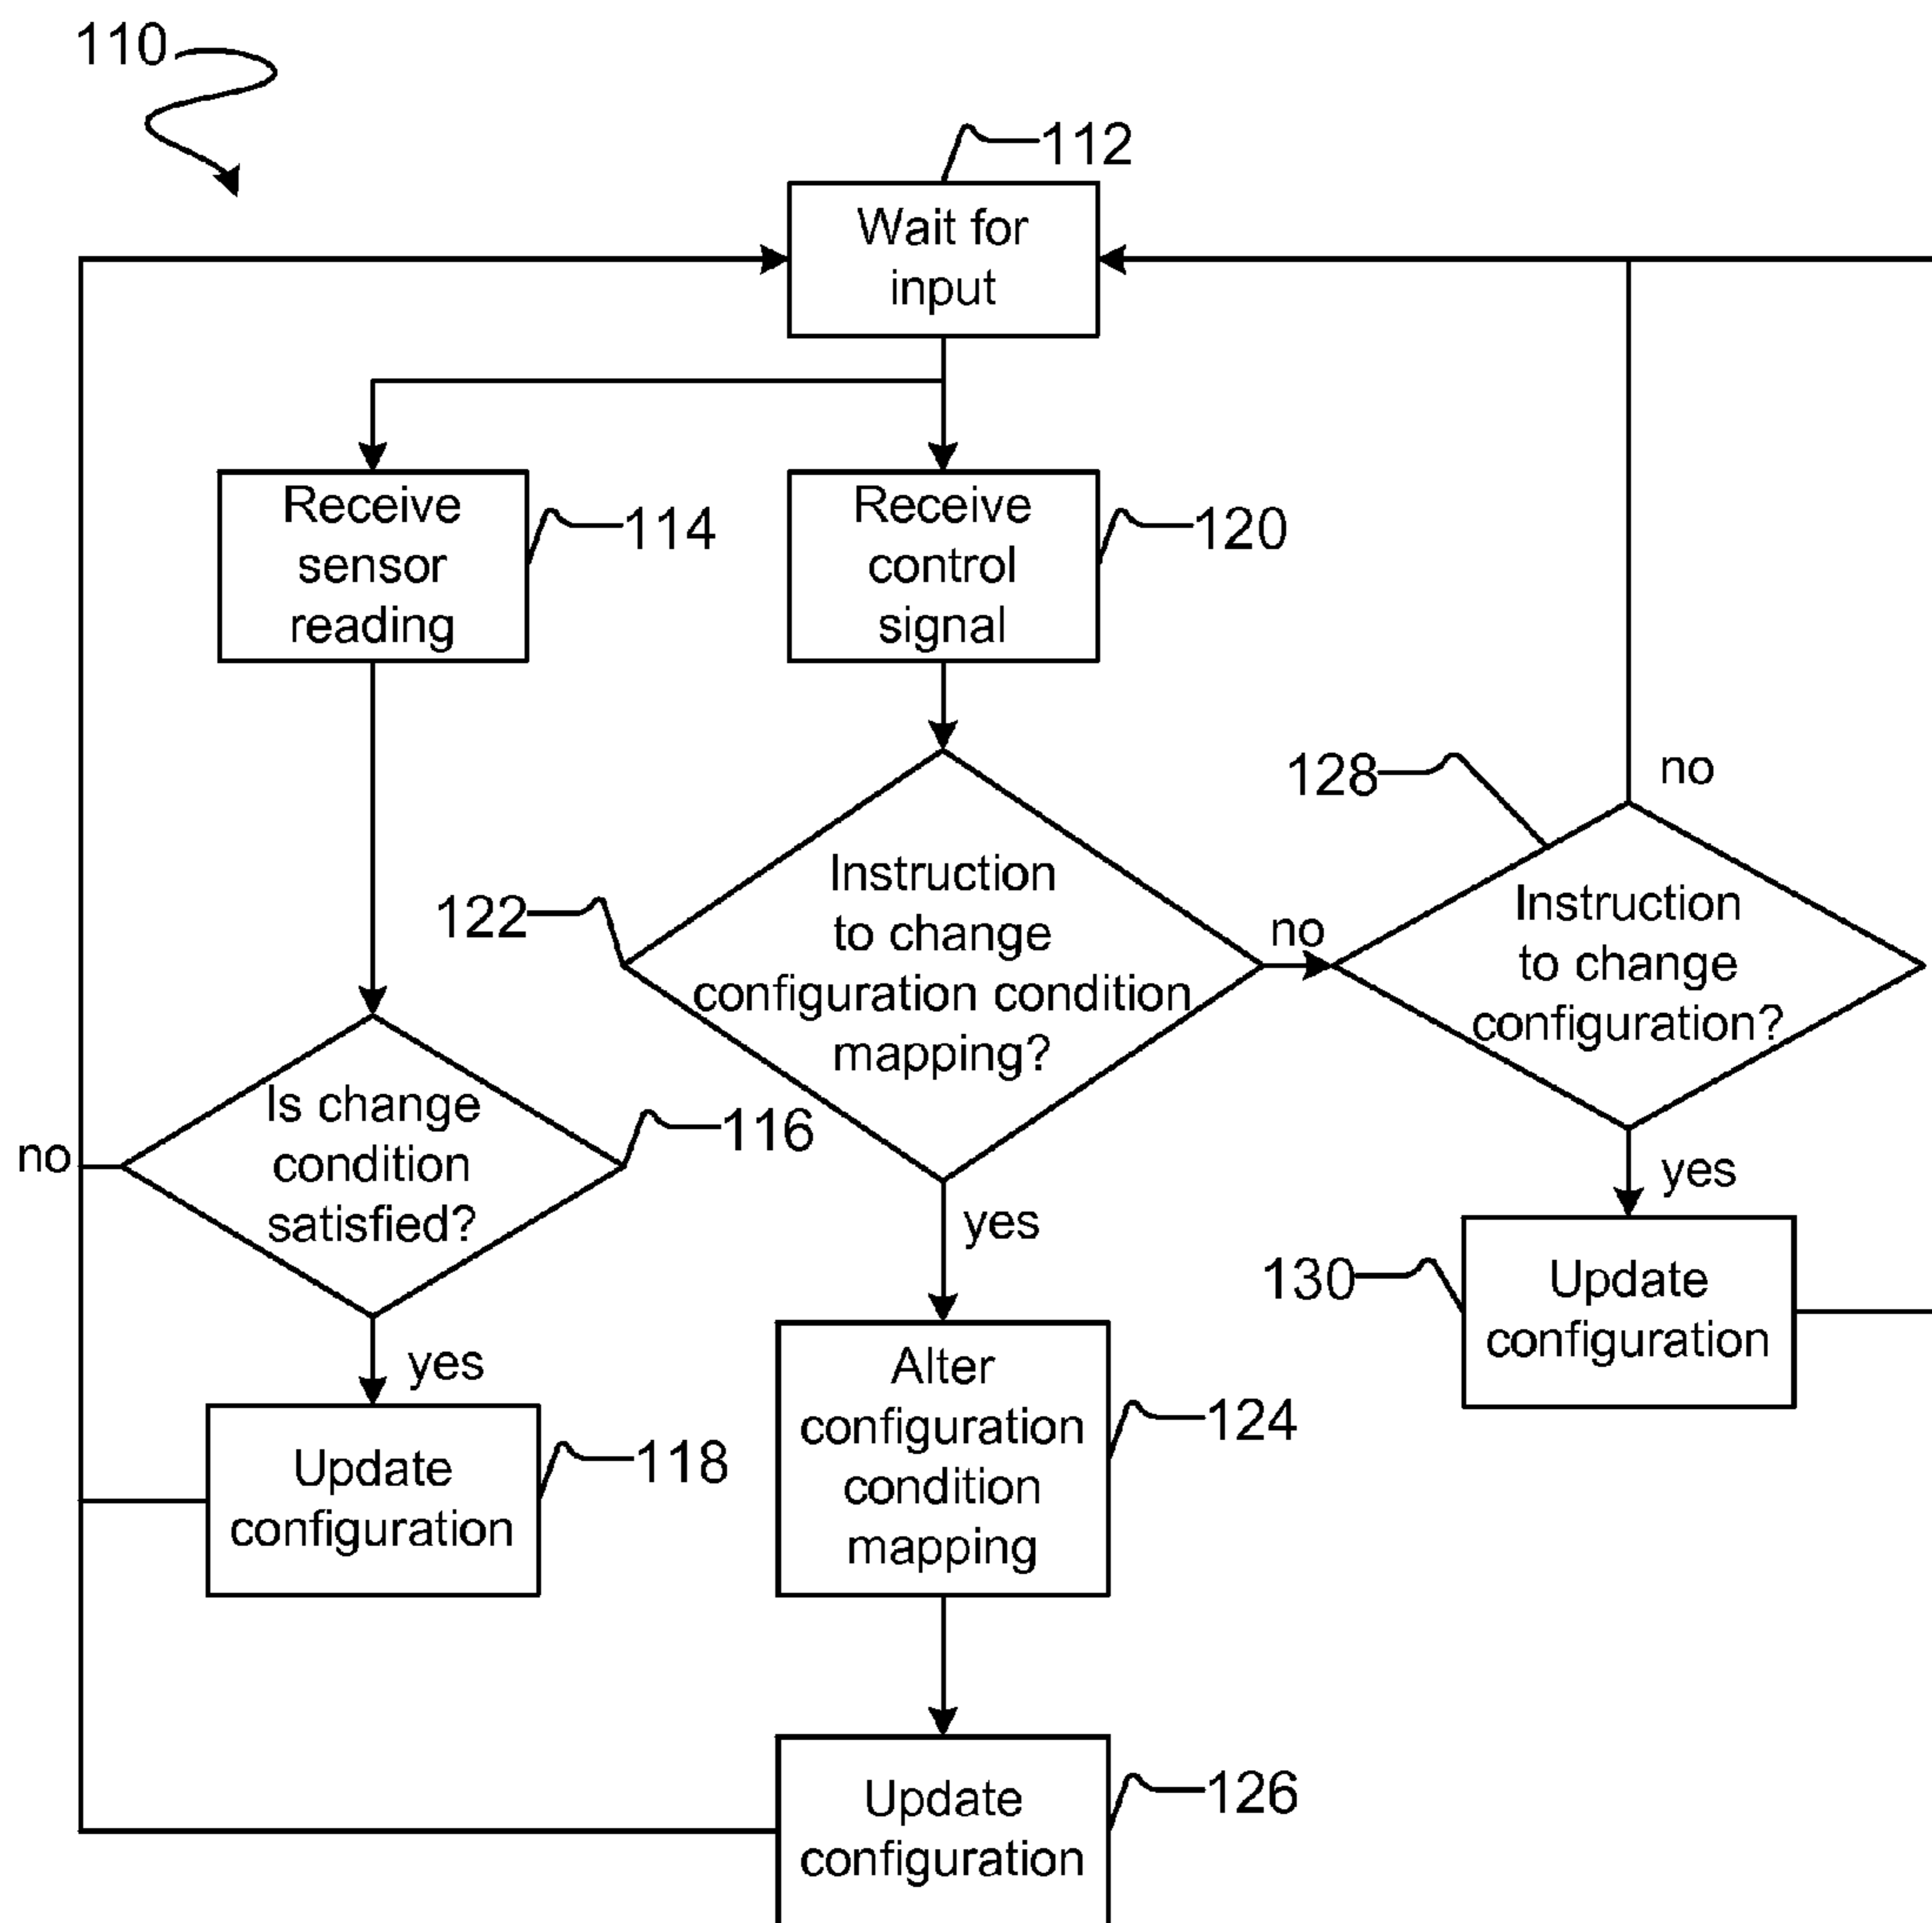 110
112
Wait for
input
Receive
sensor
reading
114
Receive
control
signal
120
122
Instruction
to change
configuration condition
mapping?
no
128
no
Instruction
to change
configuration?
yes
130
Update
configuration
Is change
condition
satisfied?
116
no
yes
Update
configuration
118
yes
Alter
configuration
condition
mapping
124
Update
configuration
126